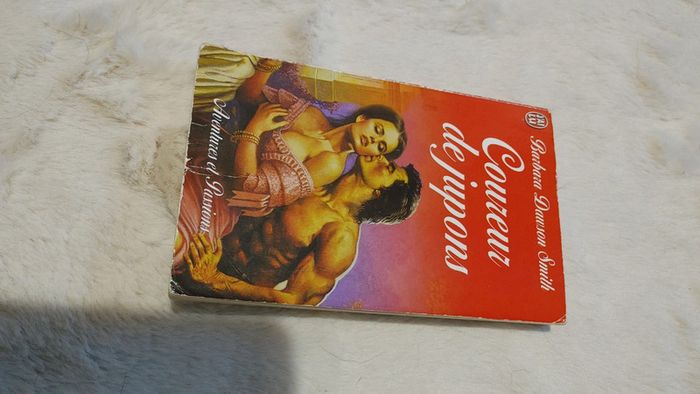 J'AI LU
Barbara Dawson Smith
Coureur
de jupons
Aventures et Passions